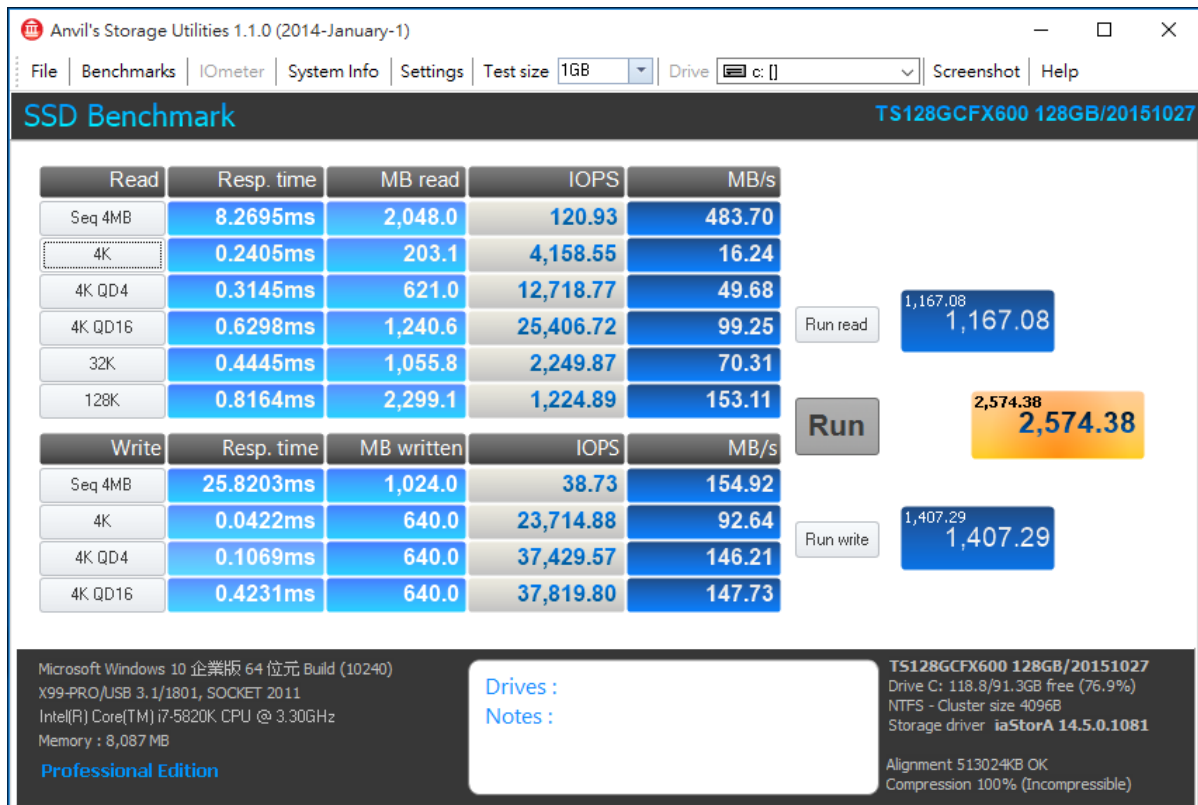 Anvil's Storage Utilities 1.1.0 (2014-January-1)
File Benchmarks IOmeter System Info Settings Test size 1GB Drive c: [] Screenshot Help
SSD Benchmark TS128GCFX600 128GB/20151027
Read Resp. time MB read IOPS MB/s
Seq 4MB 8.2695ms 2,048.0 120.93 483.70
4K 0.2405ms 203.1 4,158.55 16.24
4K QD4 0.3145ms 621.0 12,718.77 49.68
4K QD16 0.6298ms 1,240.6 25,406.72 99.25
32K 0.4445ms 1,055.8 2,249.87 70.31
128K 0.8164ms 2,299.1 1,224.89 153.11
Run read
1,167.08
1,167.08
Run
2,574.38
2,574.38
Write Resp. time MB written IOPS MB/s
Seq 4MB 25.8203ms 1,024.0 38.73 154.92
4K 0.0422ms 640.0 23,714.88 92.64
4K QD4 0.1069ms 640.0 37,429.57 146.21
4K QD16 0.4231ms 640.0 37,819.80 147.73
Run write
1,407.29
1,407.29
Microsoft Windows 10 企業版 64 位元 Build (10240)
X99-PRO/USB 3.1/1801, SOCKET 2011
Intel(R) Core(TM) i7-5820K CPU @ 3.30GHz
Memory : 8,087 MB
Professional Edition
Drives :
Notes :
TS128GCFX600 128GB/20151027
Drive C: 118.8/91.3GB free (76.9%)
NTFS - Cluster size 4096B
Storage driver iaStorA 14.5.0.1081
Alignment 513024KB OK
Compression 100% (Incompressible)